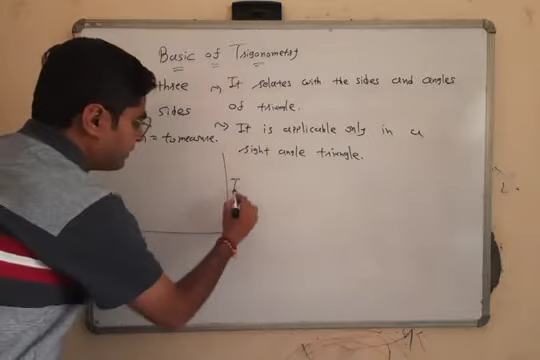 Basic of Trigonometry
three ~> It relates with the sides and angles
sides of triangle.
= to measure. ~> It is applicable only in a
right angle triangle.